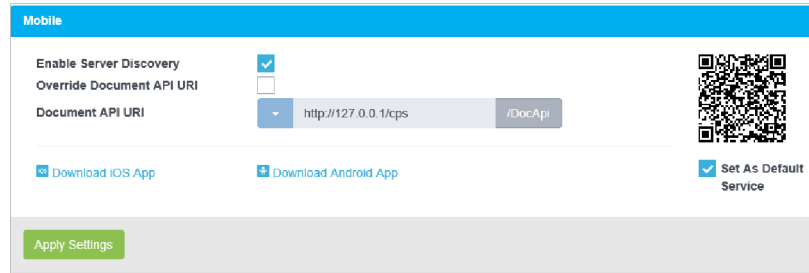 Mobile
Enable Server Discovery
Override Document API URI
Document API URI
http://127.0.0.1/cps
/DocApi
iOS Download iOS App
Download Android App
Set As Default
Service
Apply Settings